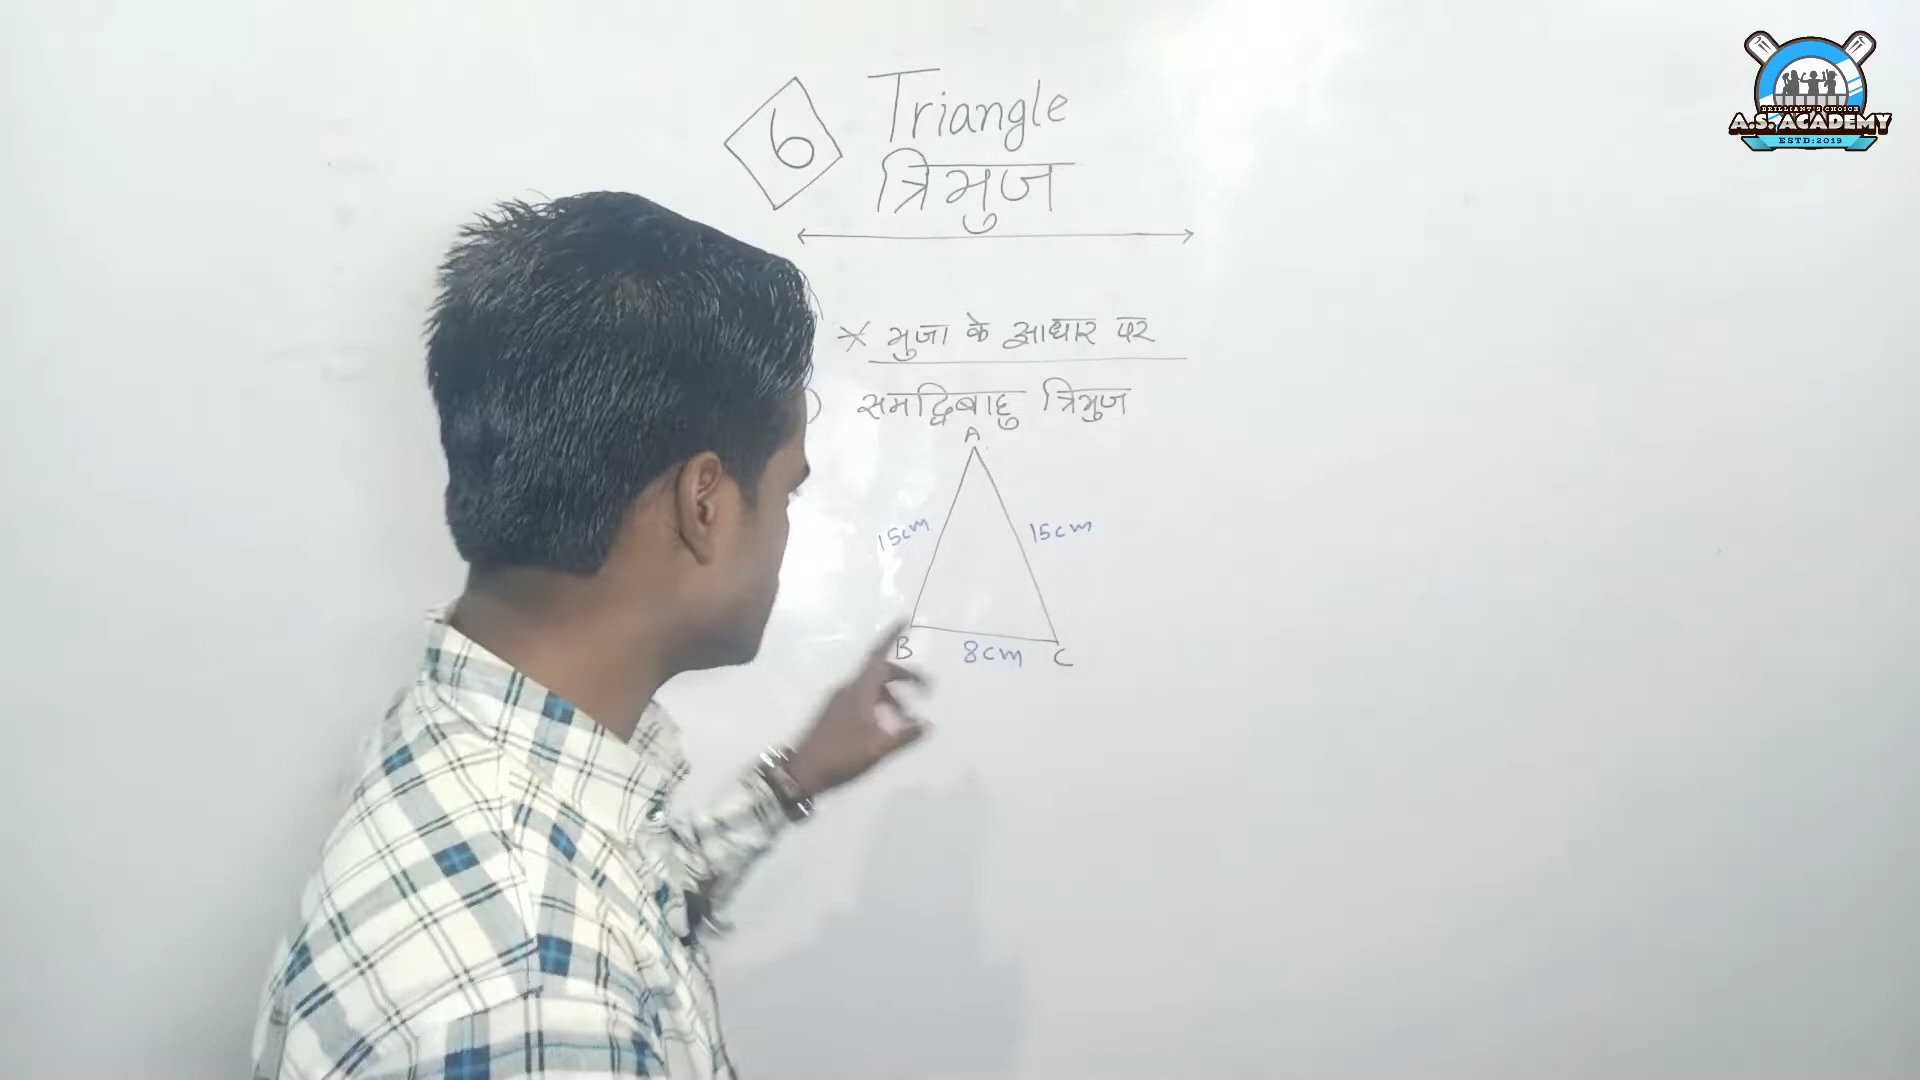 6
Triangle
त्रिभुज
* भुजा के आधार पर
) समद्विबाहु त्रिभुज
A
15cm 15cm
B 8cm C
BRILLIANT'S CHOICE
A.S. ACADEMY
ESTD:2019